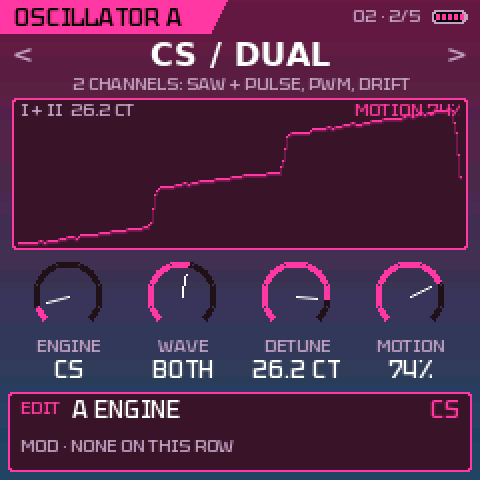 OSCILLATOR A
02 · 2/5
< CS / DUAL >
2 CHANNELS: SAW + PULSE, PWM, DRIFT
I + II 26.2 CT
MOTION 74%
ENGINE WAVE DETUNE MOTION
CS BOTH 26.2 CT 74%
EDIT A ENGINE CS
MOD · NONE ON THIS ROW